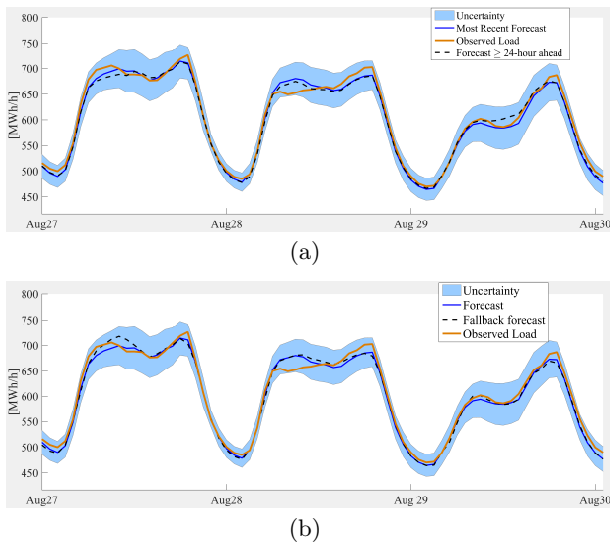 Uncertainty
Most Recent Forecast
Observed Load
Forecast ≥ 24-hour ahead
800
750
700
650
600
550
500
450
[MWh/h]
Aug27
Aug28
Aug29
Aug30
(a)
Uncertainty
Forecast
Fallback forecast
Observed Load
800
750
700
650
600
550
500
450
[MWh/h]
Aug27
Aug28
Aug 29
Aug30
(b)